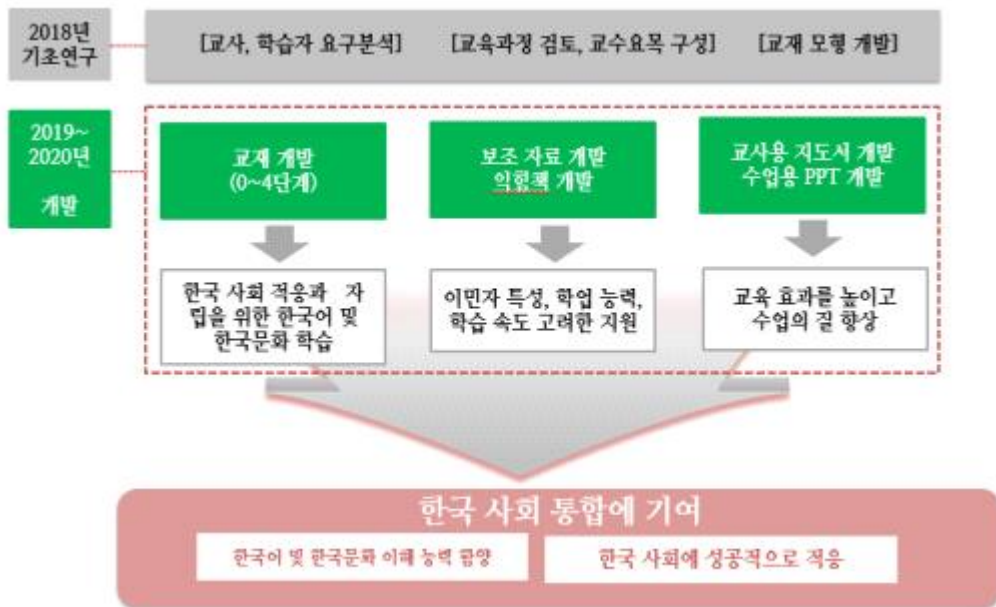 2018년
기초연구
[교사, 학습자 요구분석]
[교육과정 검토, 교수요목 구성]
[교재 모형 개발]
2019~
2020년
개발
교재 개발
(0~4단계)
보조 자료 개발
익힘책 개발
교사용 지도서 개발
수업용 PPT 개발
한국 사회 적응과 자
립을 위한 한국어 및
한국문화 학습
이민자 특성, 학업 능력,
학습 속도 고려한 지원
교육 효과를 높이고
수업의 질 향상
한국 사회 통합에 기여
한국어 및 한국문화 이해 능력 함양
한국 사회에 성공적으로 적응